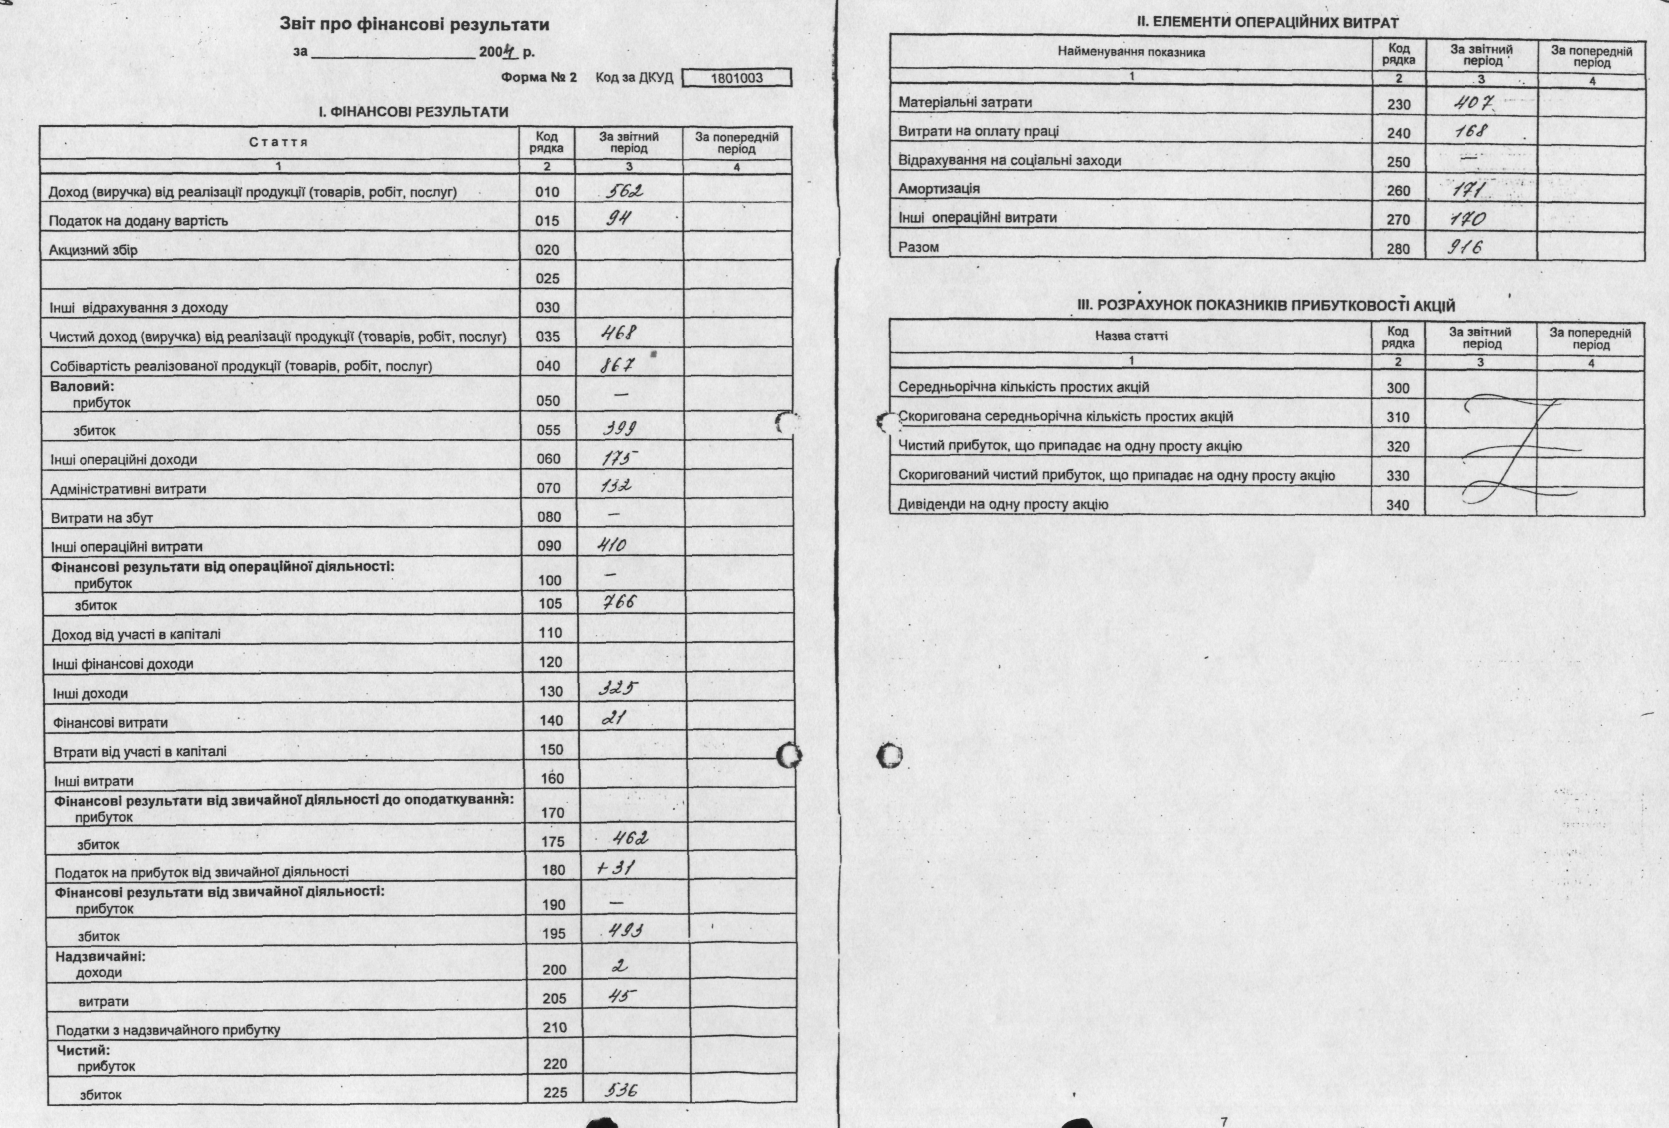 Звіт про фінансові результати
за 2004 р.
Форма № 2 Код за ДКУД 1801003
І. ФІНАНСОВІ РЕЗУЛЬТАТИ
Стаття Код рядка За звітний період За попередній період
1 2 3 4
Доход (виручка) від реалізації продукції (товарів, робіт, послуг) 010 562
Податок на додану вартість 015 94
Акцизний збір 020
025
Інші відрахування з доходу 030
Чистий доход (виручка) від реалізації продукції (товарів, робіт, послуг) 035 468
Собівартість реалізованої продукції (товарів, робіт, послуг) 040 867
Валовий:
прибуток 050 —
збиток 055 399
Інші операційні доходи 060 175
Адміністративні витрати 070 132
Витрати на збут 080 —
Інші операційні витрати 090 410
Фінансові результати від операційної діяльності:
прибуток 100 —
збиток 105 766
Доход від участі в капіталі 110
Інші фінансові доходи 120
Інші доходи 130 325
Фінансові витрати 140 21
Втрати від участі в капіталі 150
Інші витрати 160
Фінансові результати від звичайної діяльності до оподаткування:
прибуток 170
збиток 175 462
Податок на прибуток від звичайної діяльності 180 +31
Фінансові результати від звичайної діяльності:
прибуток 190 —
збиток 195 493
Надзвичайні:
доходи 200 2
витрати 205 45
Податки з надзвичайного прибутку 210
Чистий:
прибуток 220
збиток 225 536
ІІ. ЕЛЕМЕНТИ ОПЕРАЦІЙНИХ ВИТРАТ
Найменування показника Код рядка За звітний період За попередній період
1 2 3 4
Матеріальні затрати 230 407
Витрати на оплату праці 240 168
Відрахування на соціальні заходи 250 —
Амортизація 260 171
Інші операційні витрати 270 170
Разом 280 916
ІІІ. РОЗРАХУНОК ПОКАЗНИКІВ ПРИБУТКОВОСТІ АКЦІЙ
Назва статті Код рядка За звітний період За попередній період
1 2 3 4
Середньорічна кількість простих акцій 300
Скоригована середньорічна кількість простих акцій 310
Чистий прибуток, що припадає на одну просту акцію 320
Скоригований чистий прибуток, що припадає на одну просту акцію 330
Дивіденди на одну просту акцію 340
7